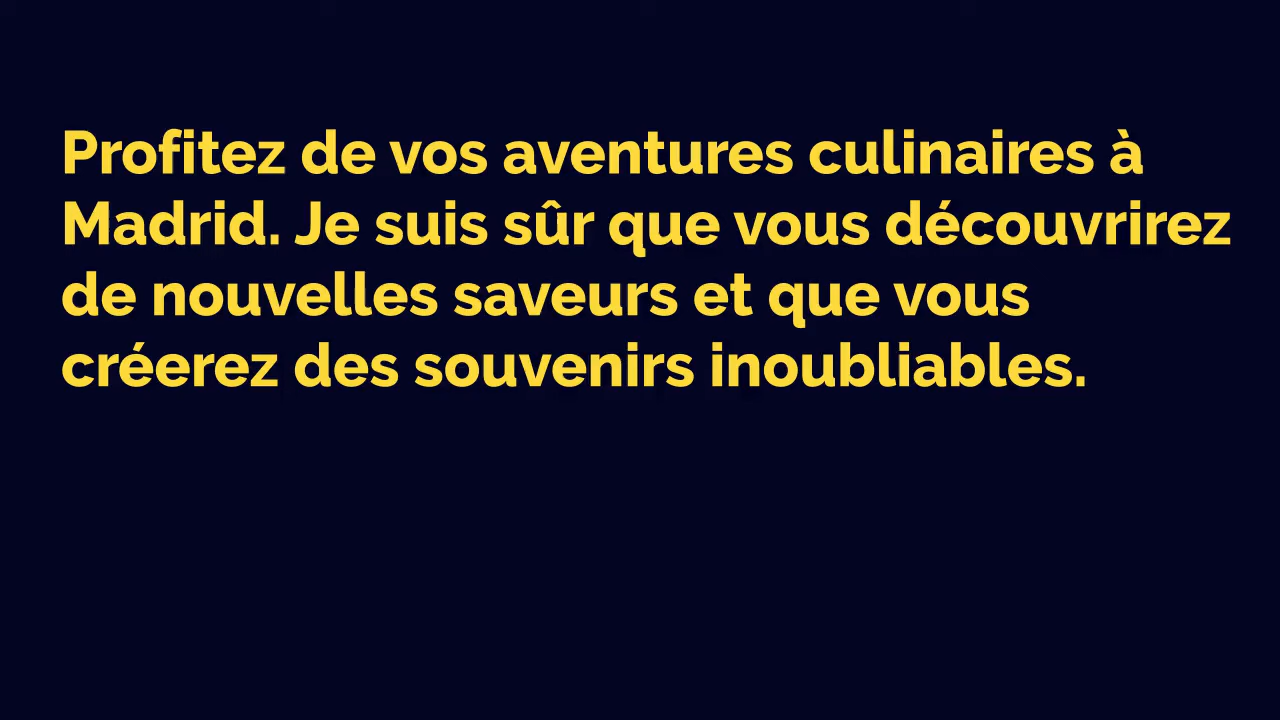 Profitez de vos aventures culinaires à
Madrid. Je suis sûr que vous découvrirez
de nouvelles saveurs et que vous
créerez des souvenirs inoubliables.